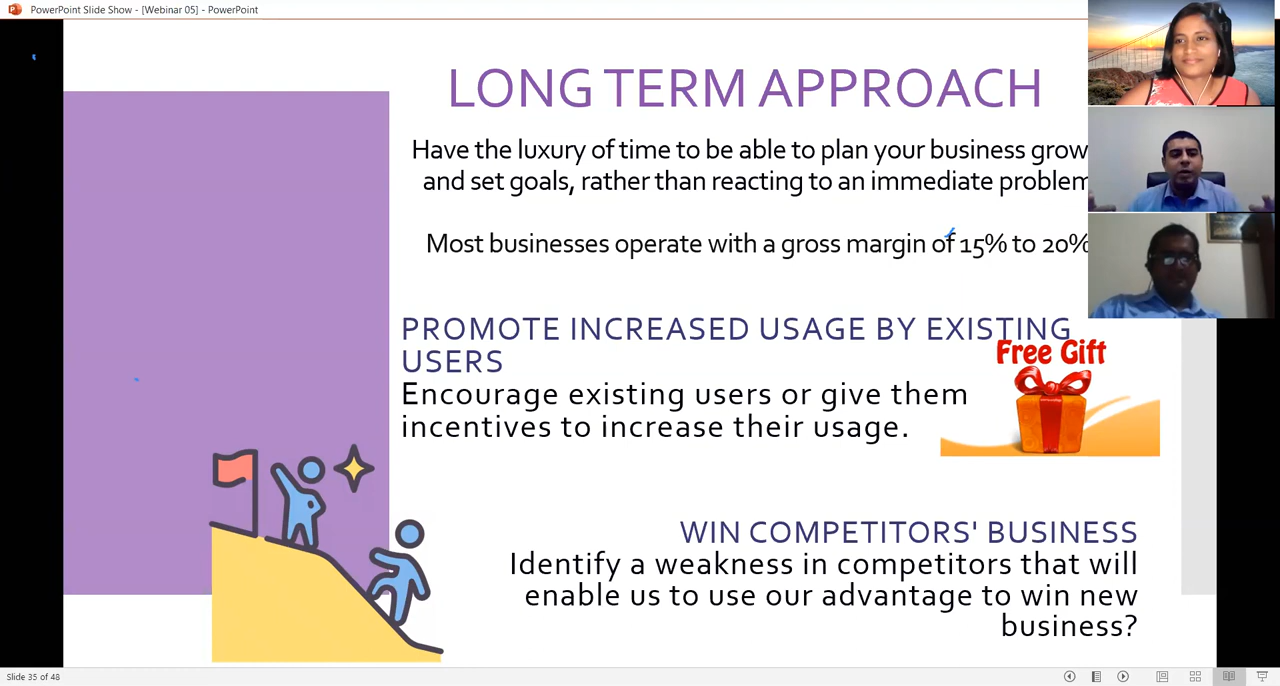 PowerPoint Slide Show - [Webinar 05] - PowerPoint
LONG TERM APPROACH
Have the luxury of time to be able to plan your business grow
and set goals, rather than reacting to an immediate problem
Most businesses operate with a gross margin of 15% to 20%
PROMOTE INCREASED USAGE BY EXISTING
USERS
Free Gift
Encourage existing users or give them
incentives to increase their usage.
WIN COMPETITORS' BUSINESS
Identify a weakness in competitors that will
enable us to use our advantage to win new
business?
Slide 35 of 48